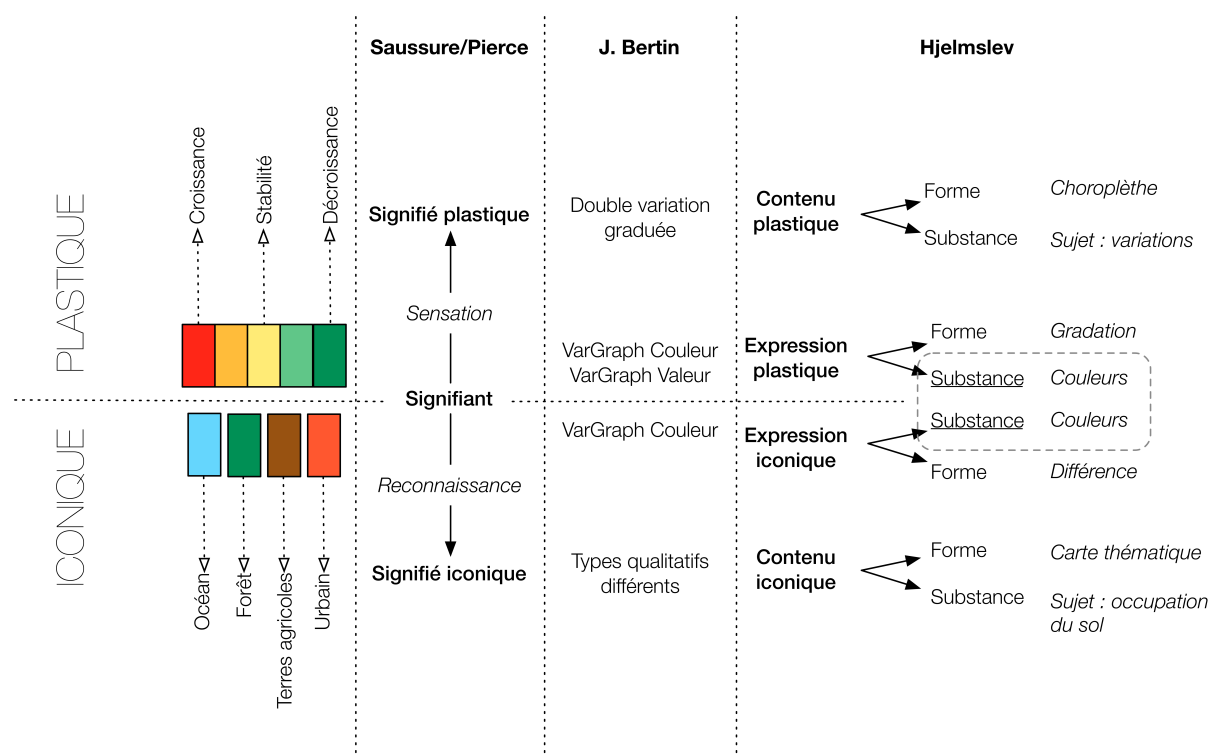 Saussure/Pierce
J. Bertin
Hjelmslev
PLASTIQUE
Croissance
Stabilité
Décroissance
Signifié plastique
Sensation
Double variation
graduée
Contenu
plastique
Forme
Choroplèthe
Substance
Sujet : variations
VarGraph Couleur
VarGraph Valeur
Expression
plastique
Forme
Gradation
Substance
Couleurs
Signifiant
ICONIQUE
Océan
Forêt
Terres agricoles
Urbain
Reconnaissance
Signifié iconique
VarGraph Couleur
Types qualitatifs
différents
Expression
iconique
Substance
Couleurs
Forme
Différence
Contenu
iconique
Forme
Carte thématique
Substance
Sujet : occupation
du sol